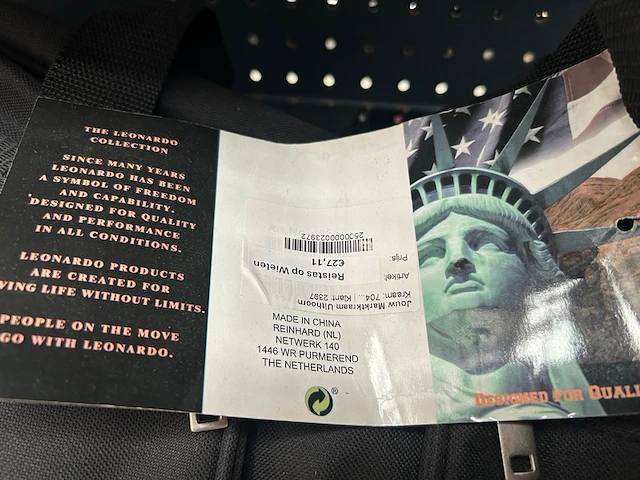 THE LEONARDO
COLLECTION
SINCE MANY YEARS
LEONARDO HAS BEEN
A SYMBOL OF FREEDOM
AND CAPABILITY.
DESIGNED FOR QUALITY
AND PERFORMANCE
IN ALL CONDITIONS.
LEONARDO PRODUCTS
ARE CREATED FOR
LIFE WITHOUT LIMITS.
PEOPLE ON THE MOVE
GO WITH LEONARDO.
Jouw Marktkraam Uithoorn
Kraam: 704... | Klant 2397
Artikel:
Reistas op Wielen
Prijs:
€27,11
2500000023972
MADE IN CHINA
REINHARD (NL)
NETWERK 140
1446 WR PURMEREND
THE NETHERLANDS
®
DESIGNED FOR